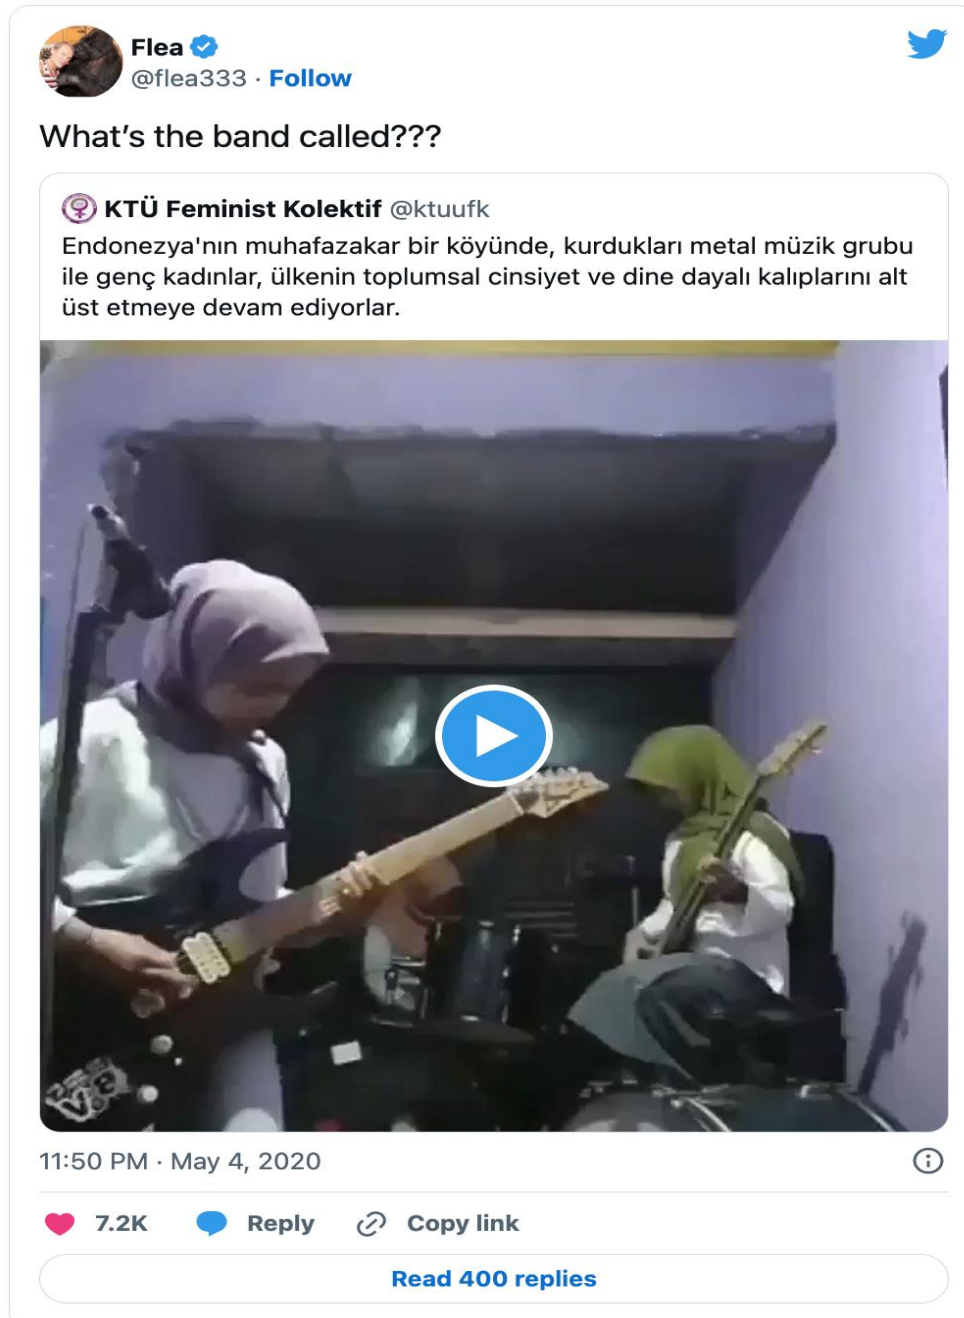 Flea
@flea333 · Follow
What's the band called???
KTÜ Feminist Kolektif @ktuufk
Endonezya'nın muhafazakar bir köyünde, kurdukları metal müzik grubu
ile genç kadınlar, ülkenin toplumsal cinsiyet ve dine dayalı kalıplarını alt
üst etmeye devam ediyorlar.
11:50 PM · May 4, 2020
7.2K Reply Copy link
Read 400 replies